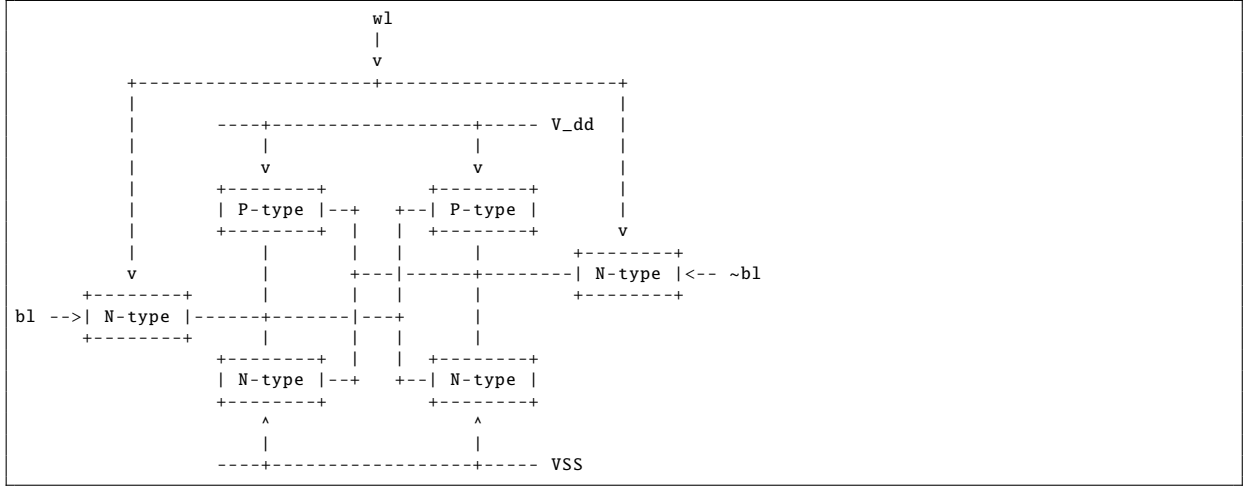 wl
V_dd
P-type P-type
N-type <-- ~bl
bl --> N-type
N-type N-type
VSS